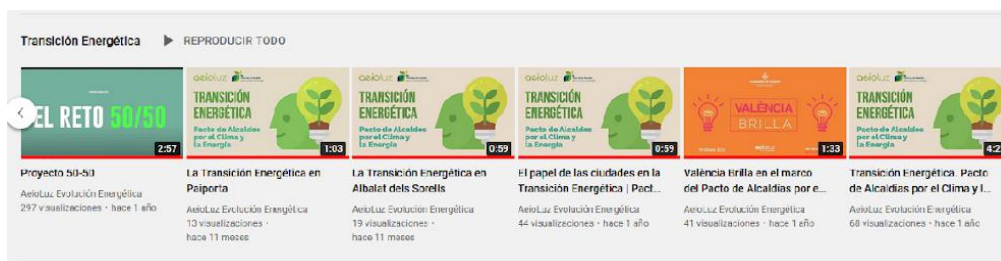 Transición Energética ▶ REPRODUCIR TODO
EL RETO 50/50
2:57
Proyecto 50-50
AeioLuz Evolución Energética
297 visualizaciones · hace 1 año
aeioluz
TRANSICIÓN
ENERGÉTICA
Pacto de Alcaldes
por el Clima y
la Energía
1:03
La Transición Energética en
Paiporta
AeioLuz Evolución Energética
13 visualizaciones ·
hace 11 meses
aeioluz
TRANSICIÓN
ENERGÉTICA
Pacto de Alcaldes
por el Clima y
la Energía
0:59
La Transición Energética en
Albalat dels Sorells
AeioLuz Evolución Energética
19 visualizaciones ·
hace 11 meses
aeioluz
TRANSICIÓN
ENERGÉTICA
Pacto de Alcaldes
por el Clima y
la Energía
0:59
El papel de las ciudades en la
Transición Energética | Pact...
AeioLuz Evolución Energética
44 visualizaciones · hace 1 año
VALÈNCIA
BRILLA
aeioluz
1:33
València Brilla en el marco
del Pacto de Alcaldías por e...
AeioLuz Evolución Energética
41 visualizaciones · hace 1 año
aeioluz
TRANSICIÓN
ENERGÉTICA
Pacto de Alcaldes
por el Clima y
la Energía
4:2
Transición Energética. Pacto
de Alcaldías por el Clima y l...
AeioLuz Evolución Energética
68 visualizaciones · hace 1 año